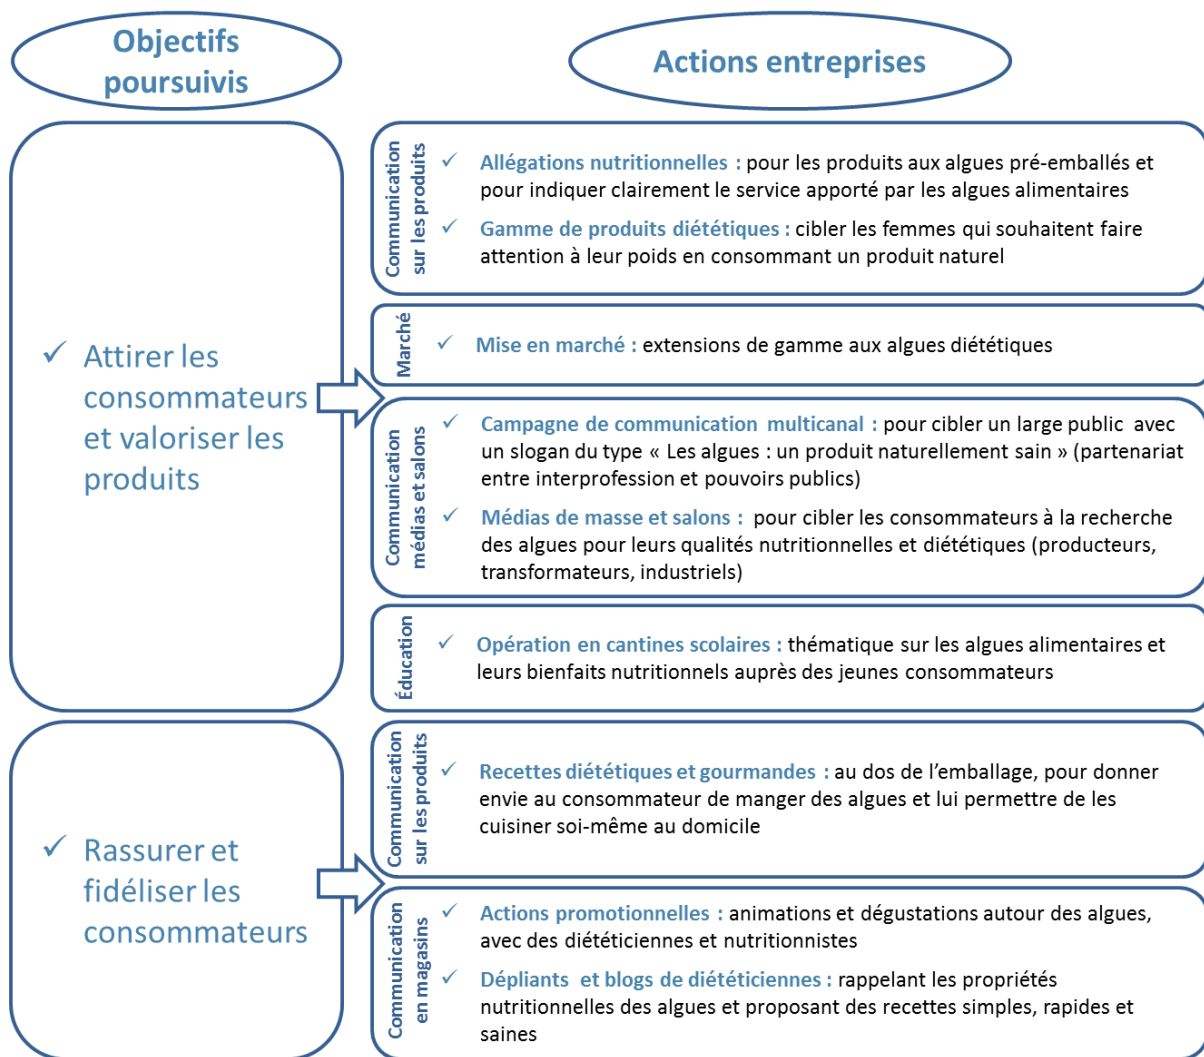 Objectifs
poursuivis
Actions entreprises
✓ Attirer les
consommateurs
et valoriser les
produits
Communication
sur les produits
✓ Allégations nutritionnelles : pour les produits aux algues pré-emballés et
pour indiquer clairement le service apporté par les algues alimentaires
✓ Gamme de produits diététiques : cibler les femmes qui souhaitent faire
attention à leur poids en consommant un produit naturel
Marché
✓ Mise en marché : extensions de gamme aux algues diététiques
Communication
médias et salons
✓ Campagne de communication multicanal : pour cibler un large public avec
un slogan du type « Les algues : un produit naturellement sain » (partenariat
entre interprofession et pouvoirs publics)
✓ Médias de masse et salons : pour cibler les consommateurs à la recherche
des algues pour leurs qualités nutritionnelles et diététiques (producteurs,
transformateurs, industriels)
Éducation
✓ Opération en cantines scolaires : thématique sur les algues alimentaires et
leurs bienfaits nutritionnels auprès des jeunes consommateurs
✓ Rassurer et
fidéliser les
consommateurs
Communication
sur les produits
✓ Recettes diététiques et gourmandes : au dos de l’emballage, pour donner
envie au consommateur de manger des algues et lui permettre de les
cuisiner soi-même au domicile
Communication
en magasins
✓ Actions promotionnelles : animations et dégustations autour des algues,
avec des diététiciennes et nutritionnistes
✓ Dépliants et blogs de diététiciennes : rappelant les propriétés
nutritionnelles des algues et proposant des recettes simples, rapides et
saines